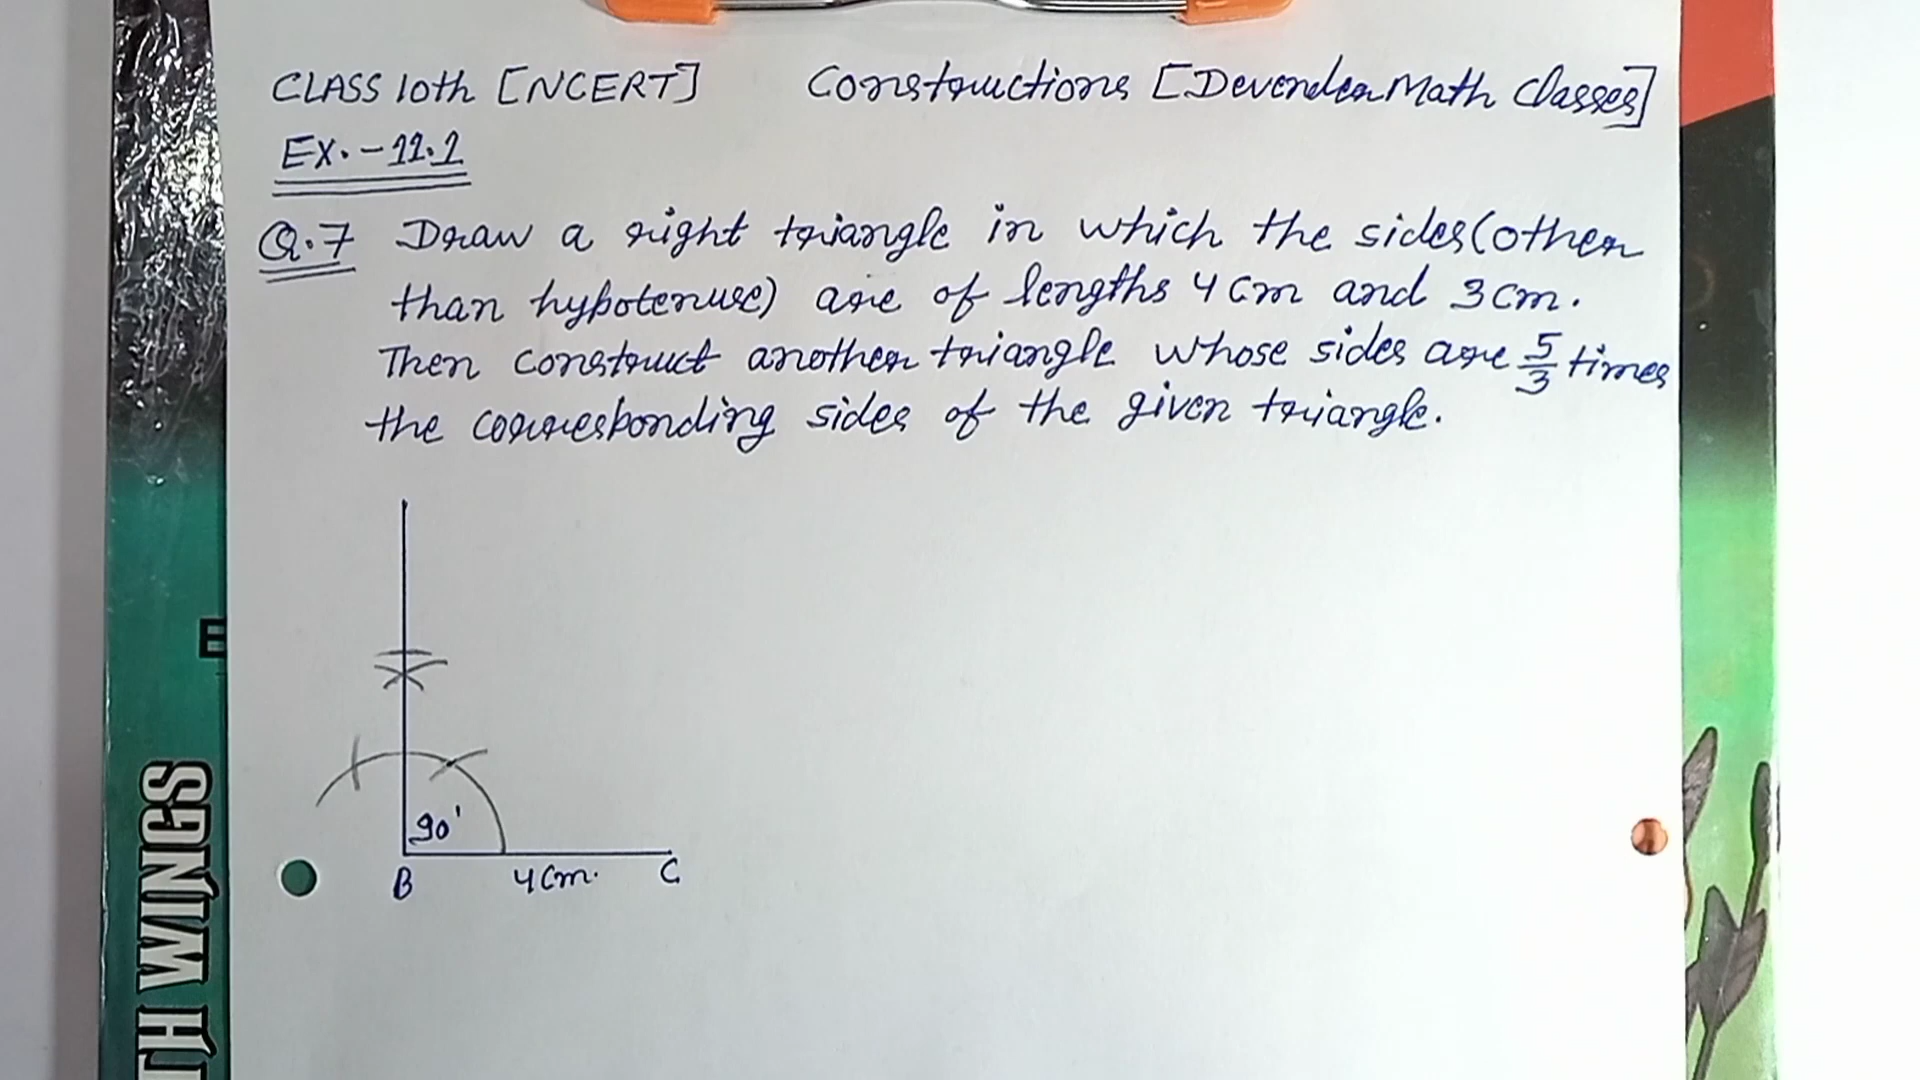 CLASS 10th [NCERT] Constructions [Devender Math Classes]
Ex. - 11.1
Q.7 Draw a right triangle in which the sides (other
than hypotenuse) are of lengths 4 cm and 3 cm.
Then construct another triangle whose sides are 5/3 times
the corresponding sides of the given triangle.
90'
B 4 cm. C
E
TH WINGS